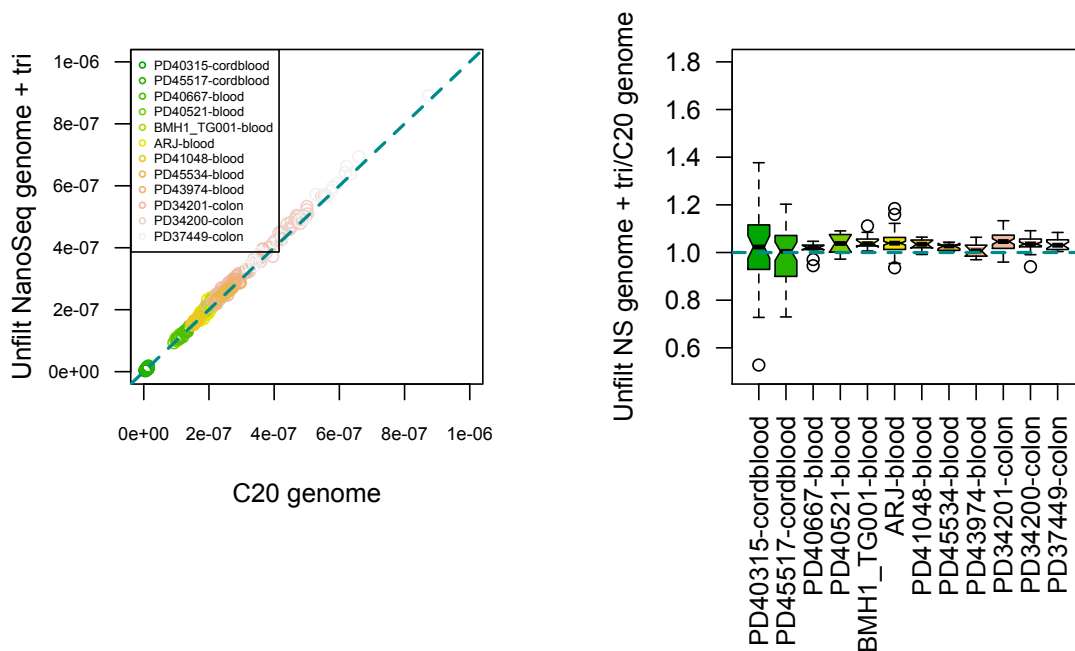 Unfilt NanoSeq genome + tri
1e-06
8e-07
6e-07
4e-07
2e-07
0e+00
PD40315-cordblood
PD45517-cordblood
PD40667-blood
PD40521-blood
BMH1_TG001-blood
ARJ-blood
PD41048-blood
PD45534-blood
PD43974-blood
PD34201-colon
PD34200-colon
PD37449-colon
0e+00 2e-07 4e-07 6e-07 8e-07 1e-06
C20 genome
Unfilt NS genome + tri/C20 genome
1.8
1.6
1.4
1.2
1.0
0.8
0.6
PD40315-cordblood
PD45517-cordblood
PD40667-blood
PD40521-blood
BMH1_TG001-blood
ARJ-blood
PD41048-blood
PD45534-blood
PD43974-blood
PD34201-colon
PD34200-colon
PD37449-colon